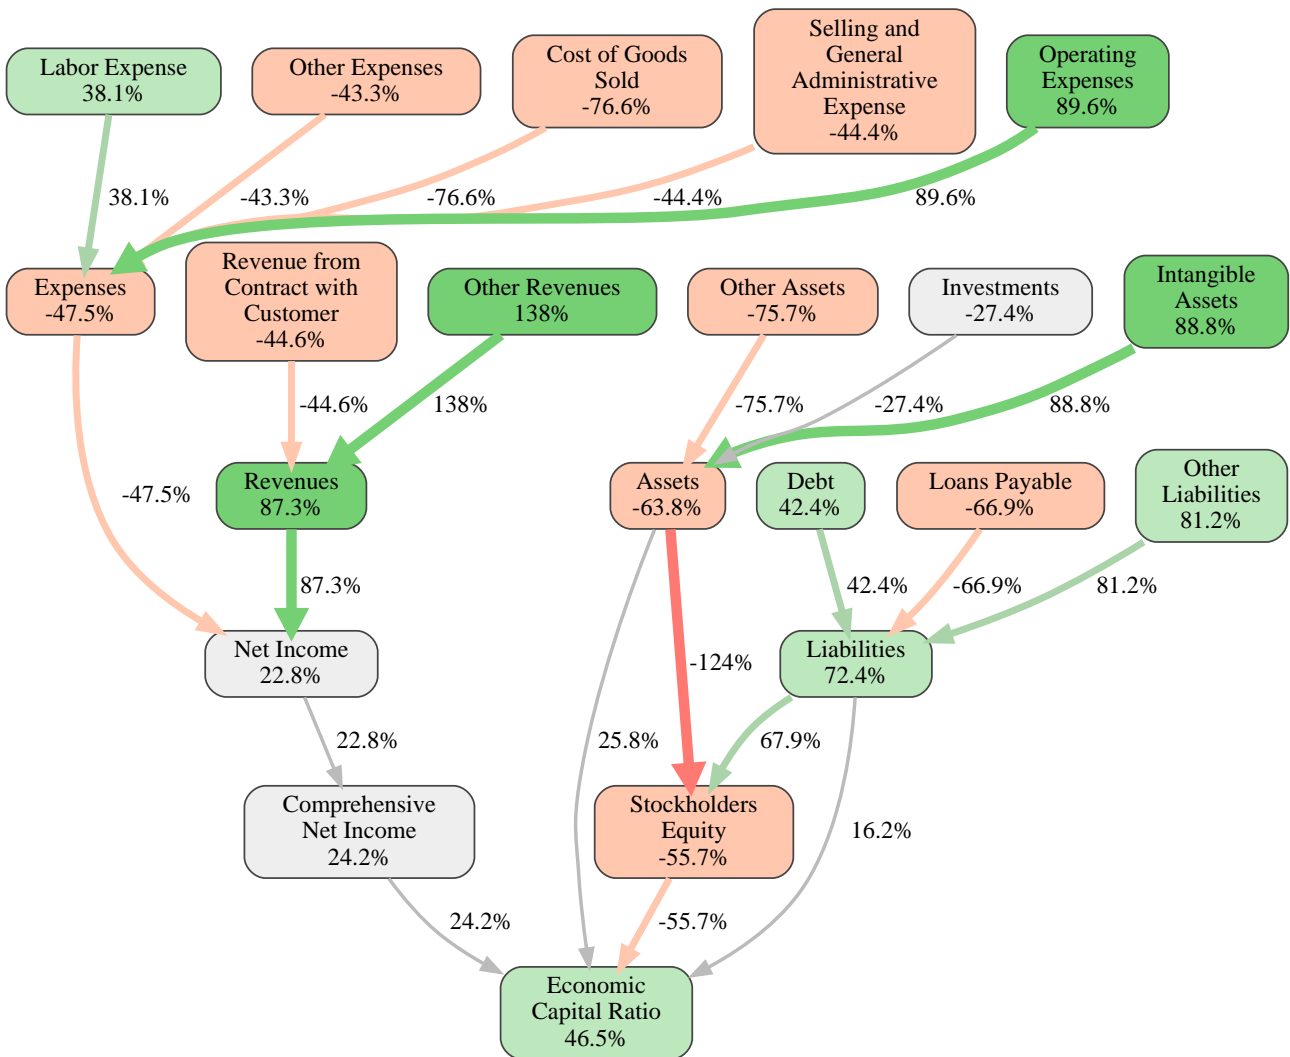 Labor Expense
38.1%
Other Expenses
-43.3%
Cost of Goods
Sold
-76.6%
Selling and
General
Administrative
Expense
-44.4%
Operating
Expenses
89.6%
38.1%
-43.3%
-76.6%
-44.4%
89.6%
Expenses
-47.5%
Revenue from
Contract with
Customer
-44.6%
Other Revenues
138%
Other Assets
-75.7%
Investments
-27.4%
Intangible
Assets
88.8%
-44.6%
138%
-75.7%
-27.4%
88.8%
-47.5%
Revenues
87.3%
Assets
-63.8%
Debt
42.4%
Loans Payable
-66.9%
Other
Liabilities
81.2%
87.3%
42.4%
-66.9%
81.2%
Net Income
22.8%
-124%
Liabilities
72.4%
22.8%
25.8%
67.9%
Comprehensive
Net Income
24.2%
Stockholders
Equity
-55.7%
16.2%
24.2%
-55.7%
Economic
Capital Ratio
46.5%